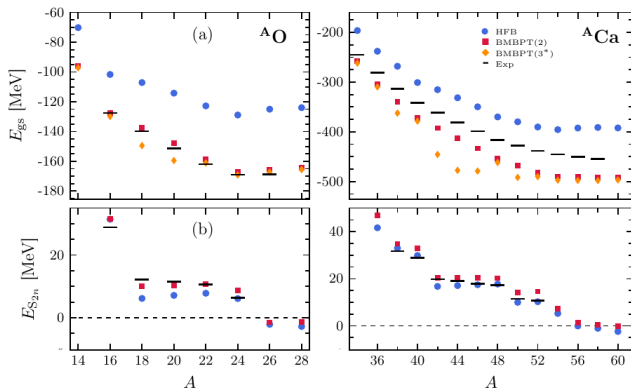 (a)
ᴬO
ᴬCa
HFB
BMBPT(2)
BMBPT(3*)
Exp
E_gs [MeV]
−60
−80
−100
−120
−140
−160
−180
−200
−300
−400
−500
(b)
E_S₂ₙ [MeV]
20
0
60
40
20
0
14 16 18 20 22 24 26 28
36 40 44 48 52 56 60
A
A